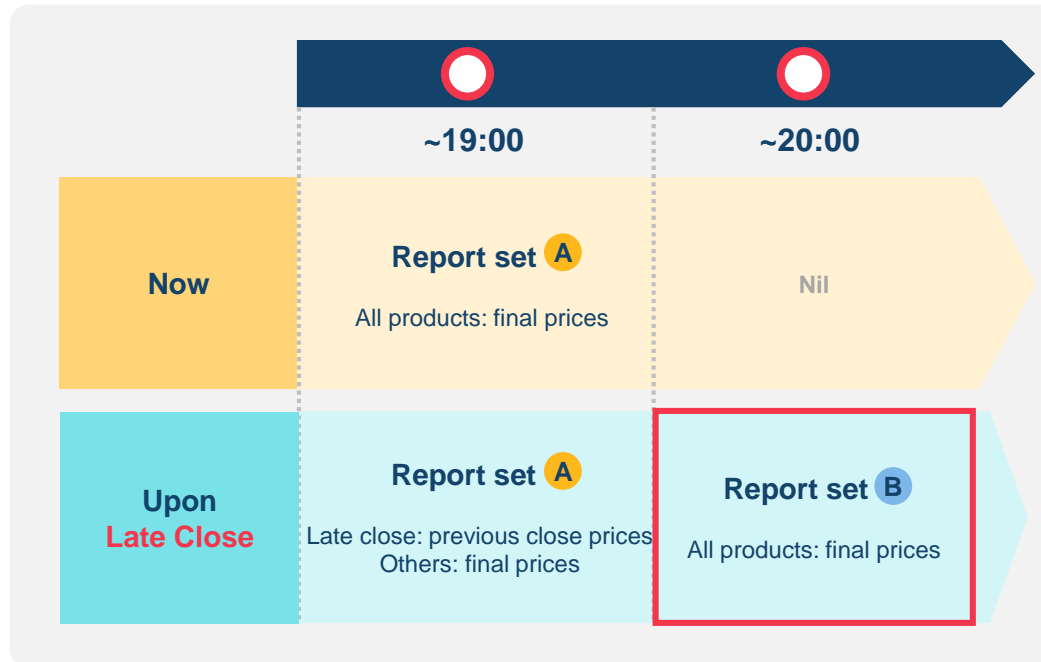 ~19:00
~20:00
Now
Report set A
All products: final prices
Nil
Upon
Late Close
Report set A
Late close: previous close prices
Others: final prices
Report set B
All products: final prices